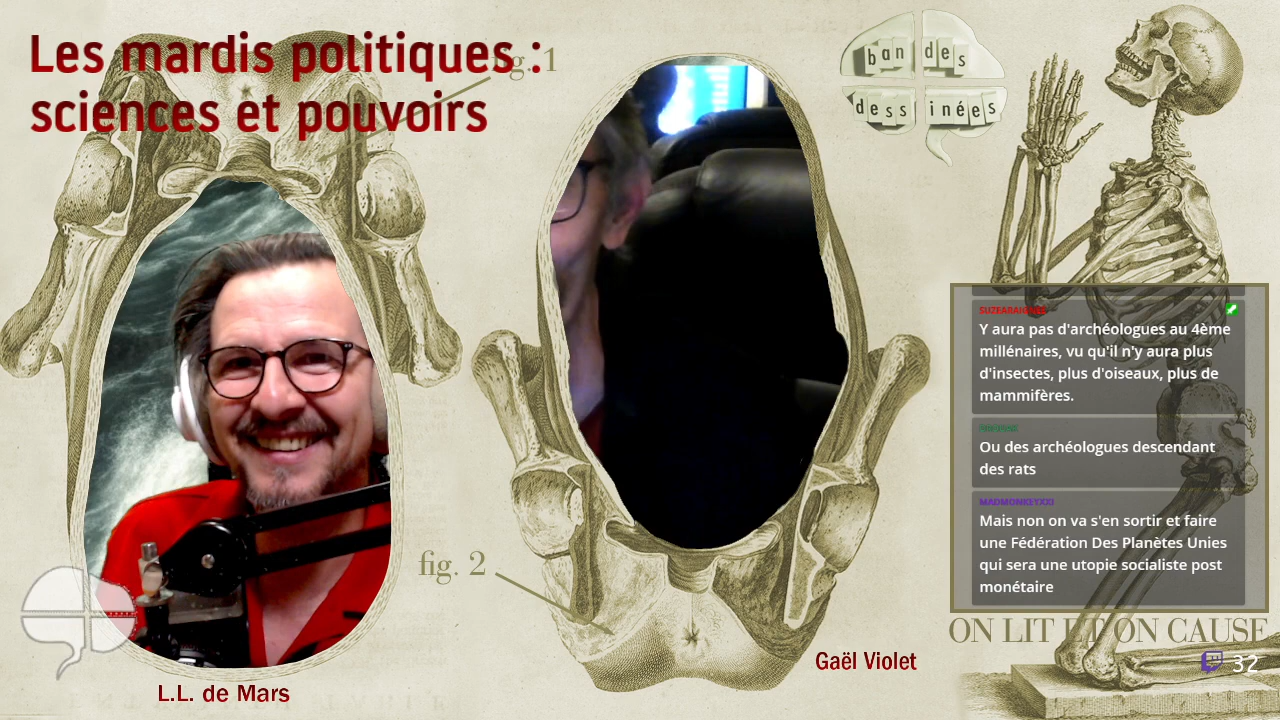 Les mardis politiques :
sciences et pouvoirs
fig. 1
ban des
dess inées
SUZEARAIGNEE
Y aura pas d'archéologues au 4ème
millénaires, vu qu'il n'y aura plus
d'insectes, plus d'oiseaux, plus de
mammifères.
Ou des archéologues descendant
des rats
MADMONKEYXXI
Mais non on va s'en sortir et faire
une Fédération Des Planètes Unies
qui sera une utopie socialiste post
monétaire
fig. 2
ON LIT ET ON CAUSE
32
Gaël Violet
L.L. de Mars